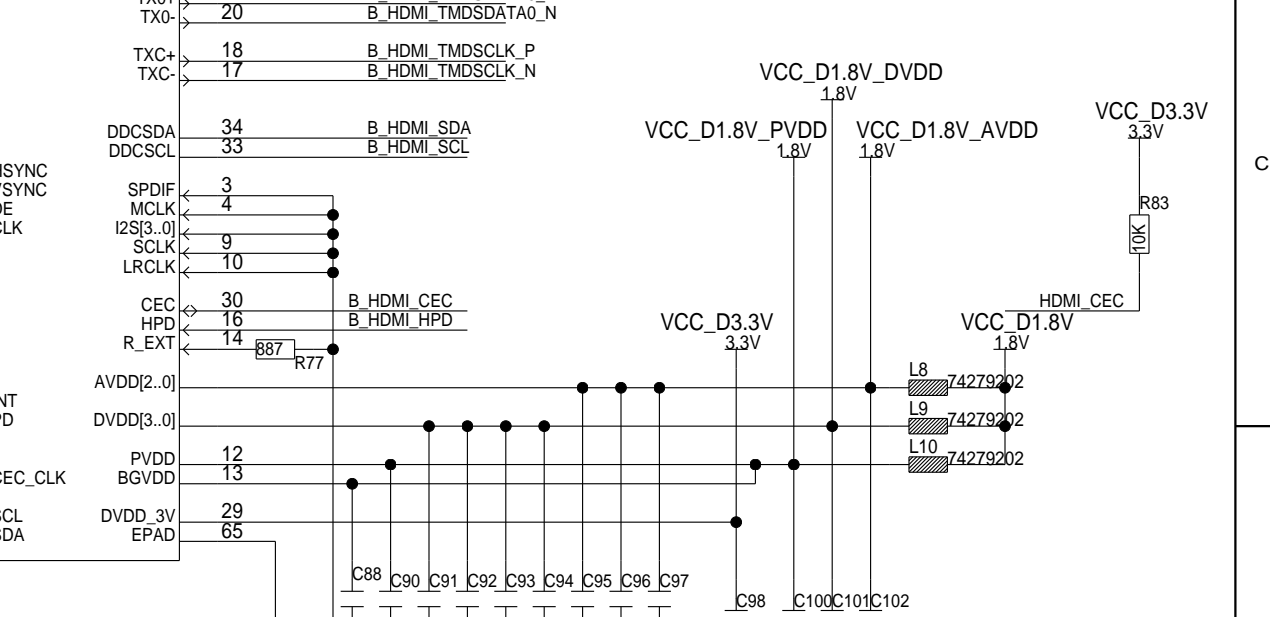 TX0-
20
B_HDMI_TMDSDATA0_N
TXC+
18
B_HDMI_TMDSCLK_P
TXC-
17
B_HDMI_TMDSCLK_N
VCC_D1.8V_DVDD
1.8V
VCC_D3.3V
3.3V
DDCSDA
34
B_HDMI_SDA
VCC_D1.8V_PVDD
1.8V
VCC_D1.8V_AVDD
1.8V
DDCSCL
33
B_HDMI_SCL
C
SPDIF
3
MCLK
4
I2S[3..0]
SCLK
9
LRCLK
10
R83
10K
CEC
30
B_HDMI_CEC
HDMI_CEC
HPD
16
B_HDMI_HPD
VCC_D3.3V
3.3V
VCC_D1.8V
1.8V
R_EXT
14
887
R77
AVDD[2..0]
L8
74279202
DVDD[3..0]
L9
74279202
PVDD
12
L10
74279202
BGVDD
13
CEC_CLK
DVDD_3V
29
EPAD
65
C88
C90
C91
C92
C93
C94
C95
C96
C97
C98
C100
C101
C102